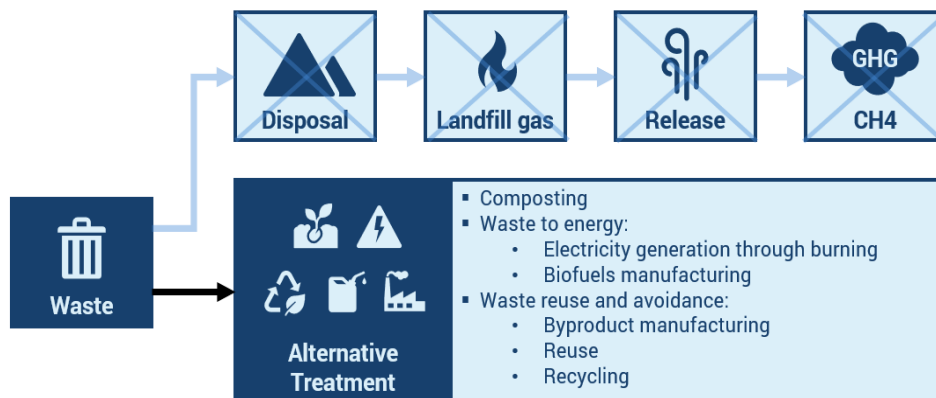 Disposal
Landfill gas
Release
GHG
CH4
Waste
Alternative
Treatment
▪ Composting
▪ Waste to energy:
• Electricity generation through burning
• Biofuels manufacturing
▪ Waste reuse and avoidance:
• Byproduct manufacturing
• Reuse
• Recycling